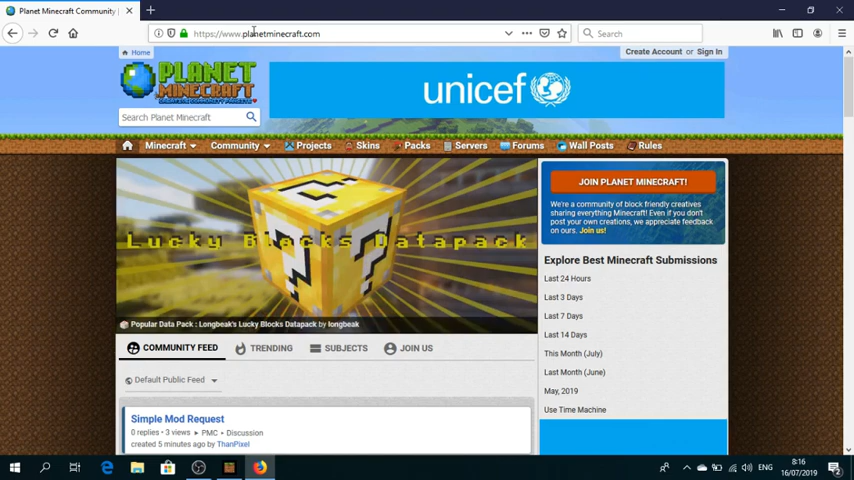 Planet Minecraft Community |
https://www.planetminecraft.com
Search
Home
Create Account or Sign In
PLANET
MINECRAFT
unicef
Search Planet Minecraft
Minecraft
Community
Projects
Skins
Packs
Servers
Forums
Wall Posts
Rules
Lucky Blocks Datapack
Popular Data Pack : Longbeak's Lucky Blocks Datapack by longbeak
JOIN PLANET MINECRAFT!
We're a community of block friendly creatives
sharing everything Minecraft! Even if you don't
post your own creations, we appreciate feedback
on ours. Join us!
Explore Best Minecraft Submissions
Last 24 Hours
Last 3 Days
Last 7 Days
Last 14 Days
This Month (July)
Last Month (June)
May, 2019
Use Time Machine
COMMUNITY FEED
TRENDING
SUBJECTS
JOIN US
Default Public Feed
Simple Mod Request
0 replies • 3 views ▸ PMC • Discussion
created 5 minutes ago by ThanPixel
ENG
8:16
16/07/2019
2